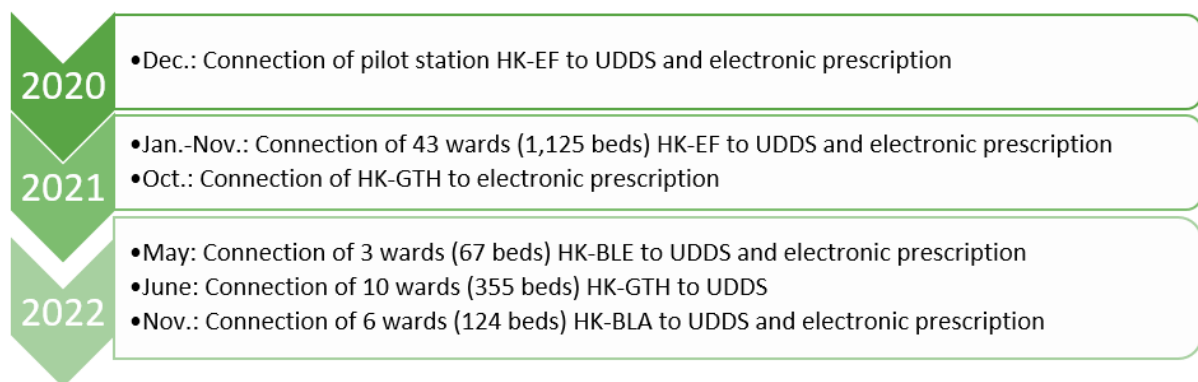 2020
•Dec.: Connection of pilot station HK-EF to UDDS and electronic prescription
2021
•Jan.-Nov.: Connection of 43 wards (1,125 beds) HK-EF to UDDS and electronic prescription
•Oct.: Connection of HK-GTH to electronic prescription
2022
•May: Connection of 3 wards (67 beds) HK-BLE to UDDS and electronic prescription
•June: Connection of 10 wards (355 beds) HK-GTH to UDDS
•Nov.: Connection of 6 wards (124 beds) HK-BLA to UDDS and electronic prescription